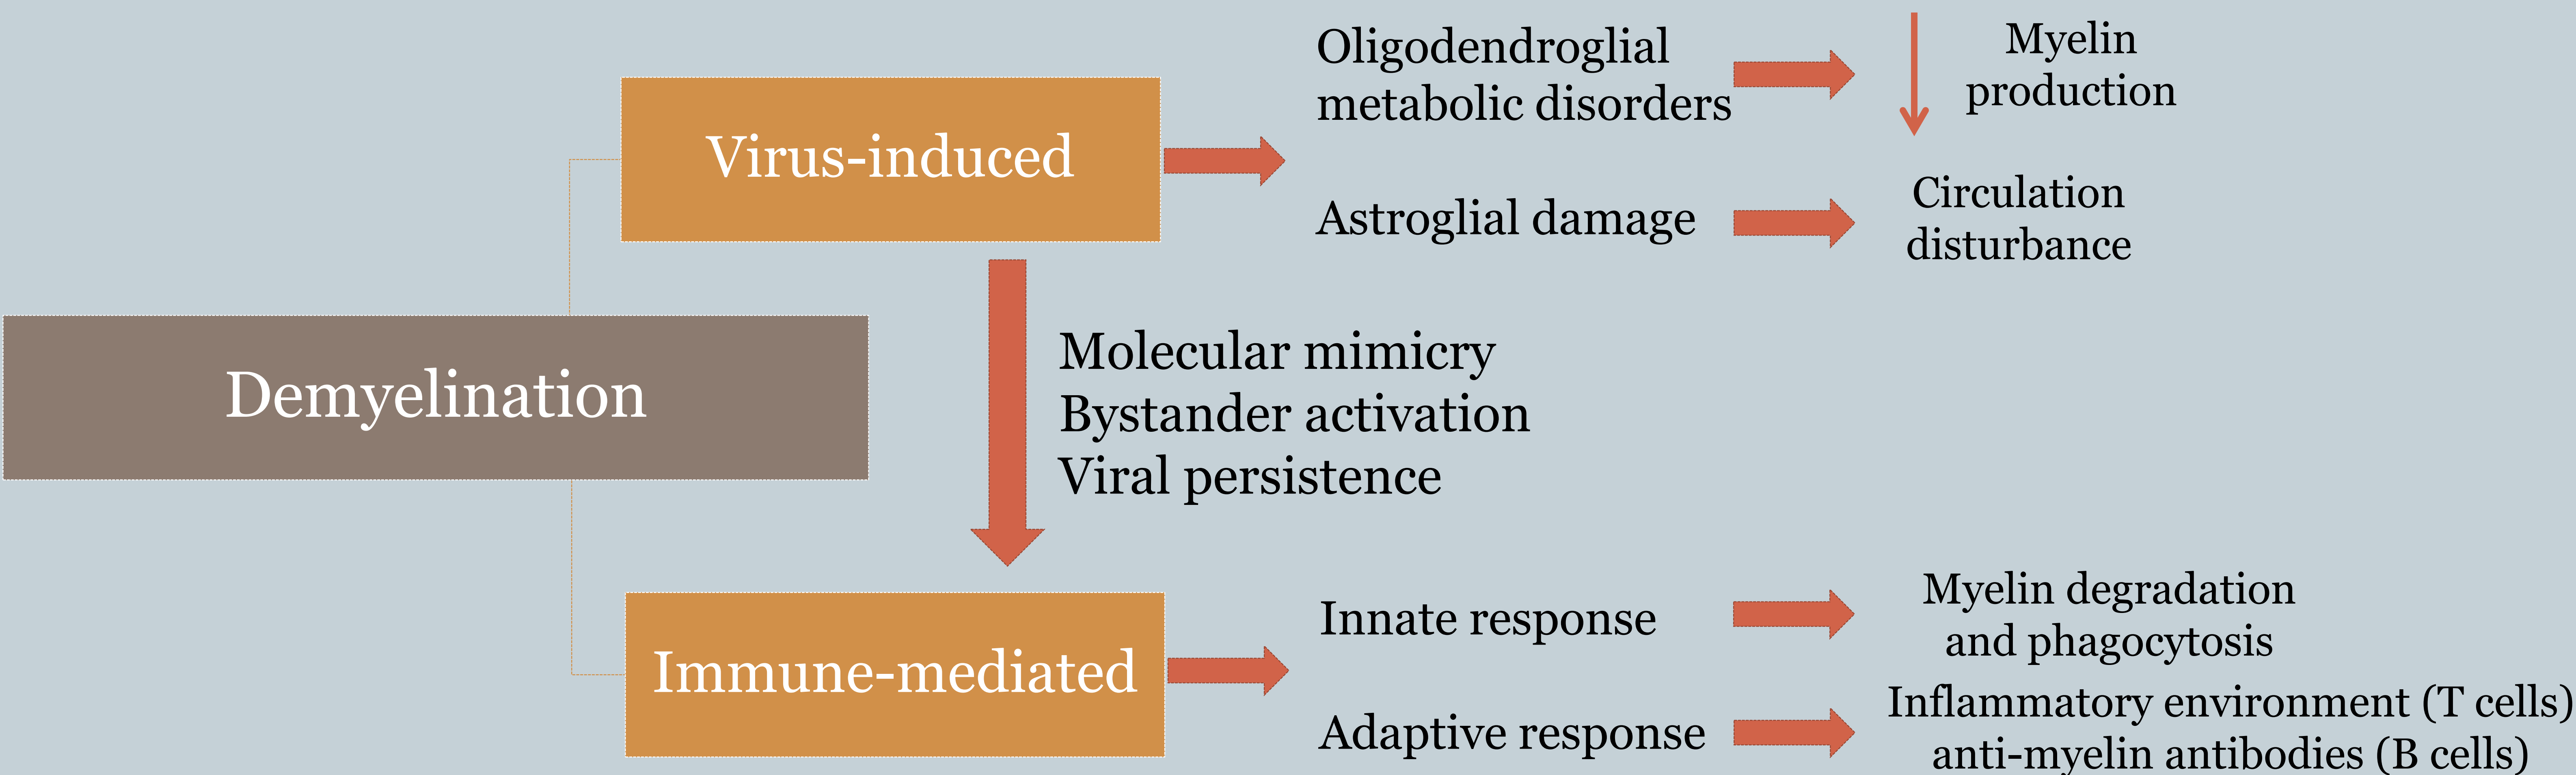 Oligodendroglial
metabolic disorders
Myelin
production
Virus-induced
Astroglial damage
Circulation
disturbance
Demyelination
Molecular mimicry
Bystander activation
Viral persistence
Immune-mediated
Innate response
Myelin degradation
and phagocytosis
Adaptive response
Inflammatory environment (T cells)
anti-myelin antibodies (B cells)